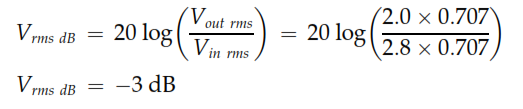 V_rms dB = 20 log(V_out rms / V_in rms) = 20 log(2.0 × 0.707 / 2.8 × 0.707)
V_rms dB = −3 dB